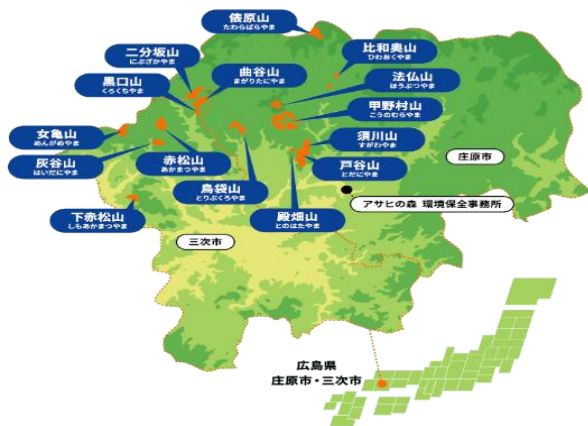 俵原山
たわらばらやま
二分坂山
にぶざかやま
比和奥山
ひわおくやま
曲谷山
まがりたにやま
黒口山
くろくちやま
法仏山
ほうぶつやま
甲野村山
こうのむらやま
女亀山
めんがめやま
須川山
すがわやま
庄原市
灰谷山
はいだにやま
赤松山
あかまつやま
鳥袋山
とりぶくろやま
戸谷山
とだにやま
下赤松山
しもあかまつやま
殿畑山
とのはたやま
アサヒの森 環境保全事務所
三次市
広島県
庄原市・三次市